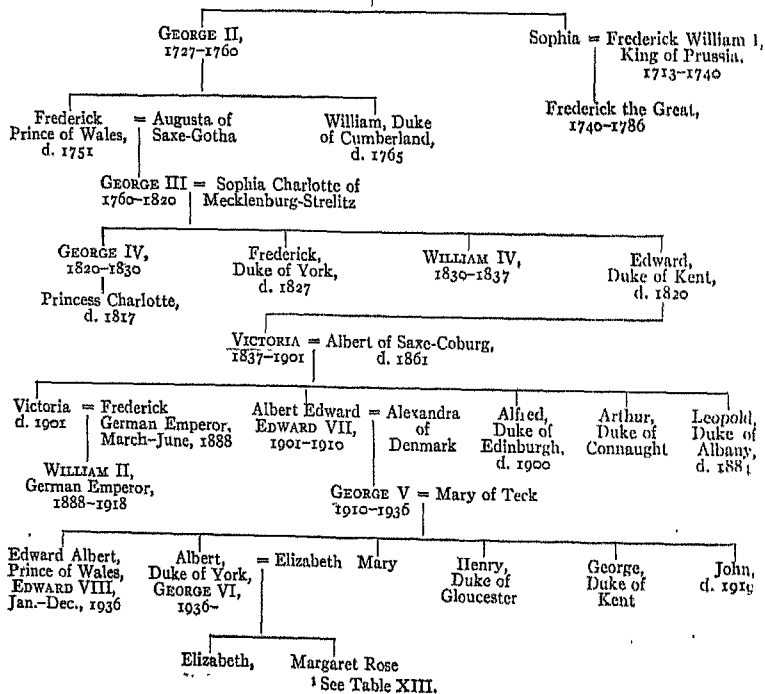 GEORGE II,
1727–1760
Sophia = Frederick William I,
King of Prussia.
1713–1740
Frederick the Great,
1740–1786
Frederick
Prince of Wales,
d. 1751
= Augusta of
Saxe-Gotha
William, Duke
of Cumberland,
d. 1765
GEORGE III = Sophia Charlotte of
1760–1820 Mecklenburg-Strelitz
GEORGE IV,
1820–1830
Princess Charlotte,
d. 1817
Frederick,
Duke of York,
d. 1827
WILLIAM IV,
1830–1837
Edward,
Duke of Kent,
d. 1820
VICTORIA = Albert of Saxe-Coburg,
1837–1901 d. 1861
Victoria
d. 1901
= Frederick
German Emperor,
March–June, 1888
WILLIAM II,
German Emperor,
1888–1918
Albert Edward
EDWARD VII,
1901–1910
= Alexandra
of
Denmark
Alfred,
Duke of
Edinburgh,
d. 1900
Arthur,
Duke of
Connaught
Leopold,
Duke of
Albany,
d. 1884
GEORGE V = Mary of Teck
1910–1936
Edward Albert,
Prince of Wales,
EDWARD VIII,
Jan.–Dec., 1936
Albert,
Duke of York,
GEORGE VI,
1936–
= Elizabeth
Mary
Henry,
Duke of
Gloucester
George,
Duke of
Kent
John,
d. 1919
Elizabeth,
Margaret Rose
¹ See Table XIII.